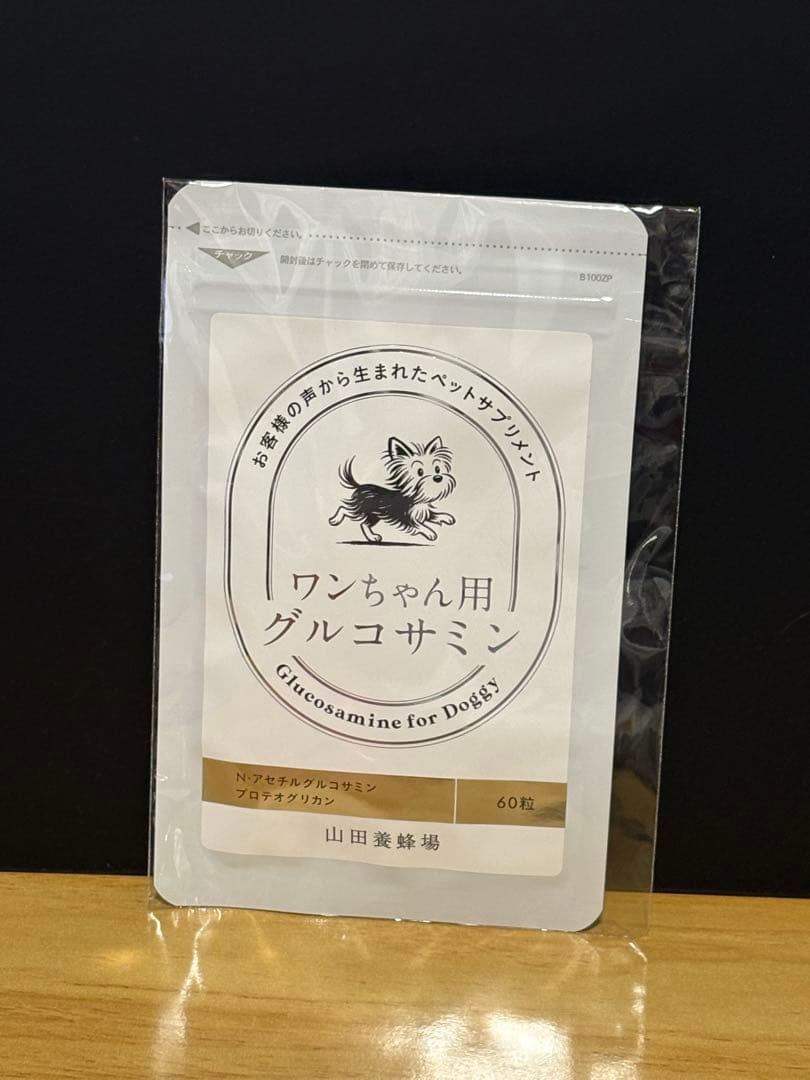 ここからお切りください。
チャック
開封後はチャックを閉めて保存してください。
B100ZP
お客様の声から生まれたペットサプリメント
ワンちゃん用
グルコサミン
Glucosamine for Doggy
N-アセチルグルコサミン
プロテオグリカン
60粒
山田養蜂場